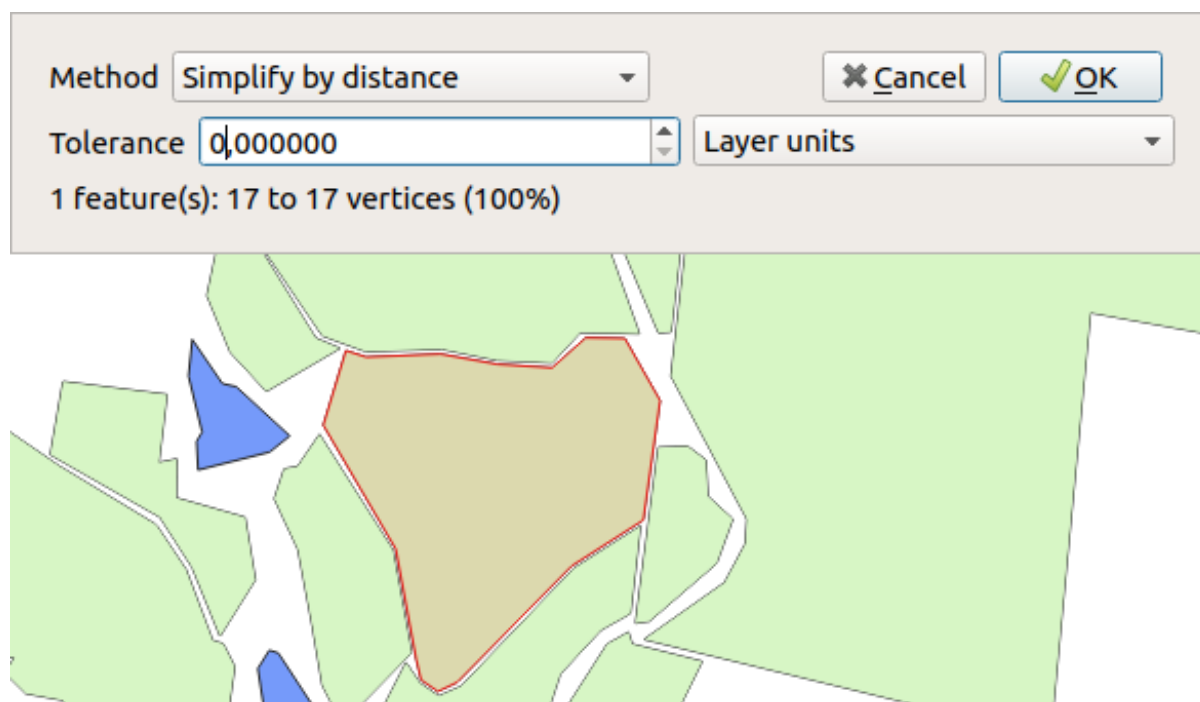 Method Simplify by distance Cancel OK
Tolerance 0,000000 Layer units
1 feature(s): 17 to 17 vertices (100%)